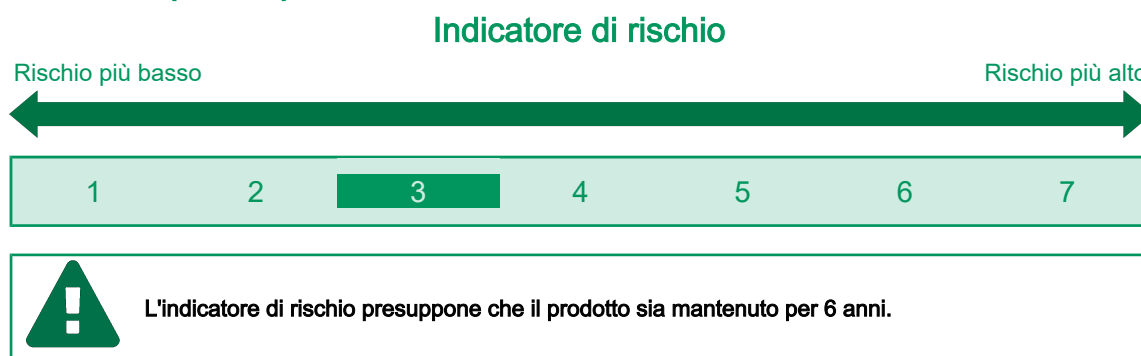 Indicatore di rischio
Rischio più basso
Rischio più alto
1 2 3 4 5 6 7
L'indicatore di rischio presuppone che il prodotto sia mantenuto per 6 anni.